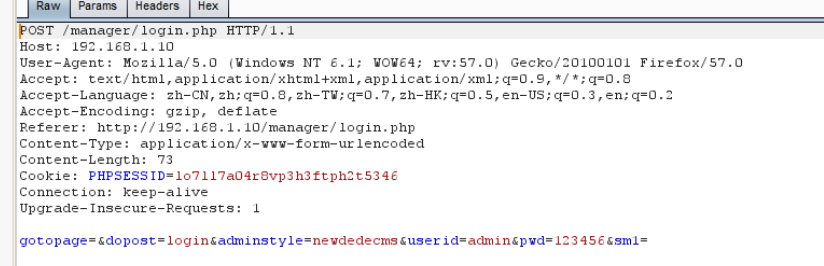 Raw Params Headers Hex
POST /manager/login.php HTTP/1.1
Host: 192.168.1.10
User-Agent: Mozilla/5.0 (Windows NT 6.1; WOW64; rv:57.0) Gecko/20100101 Firefox/57.0
Accept: text/html,application/xhtml+xml,application/xml;q=0.9,*/*;q=0.8
Accept-Language: zh-CN,zh;q=0.8,zh-TW;q=0.7,zh-HK;q=0.5,en-US;q=0.3,en;q=0.2
Accept-Encoding: gzip, deflate
Referer: http://192.168.1.10/manager/login.php
Content-Type: application/x-www-form-urlencoded
Content-Length: 73
Cookie: PHPSESSID=lo7117a04r8vp3h3ftph2t5346
Connection: keep-alive
Upgrade-Insecure-Requests: 1
gotopage=&dopost=login&adminstyle=newdedecms&userid=admin&pwd=123456&sm1=